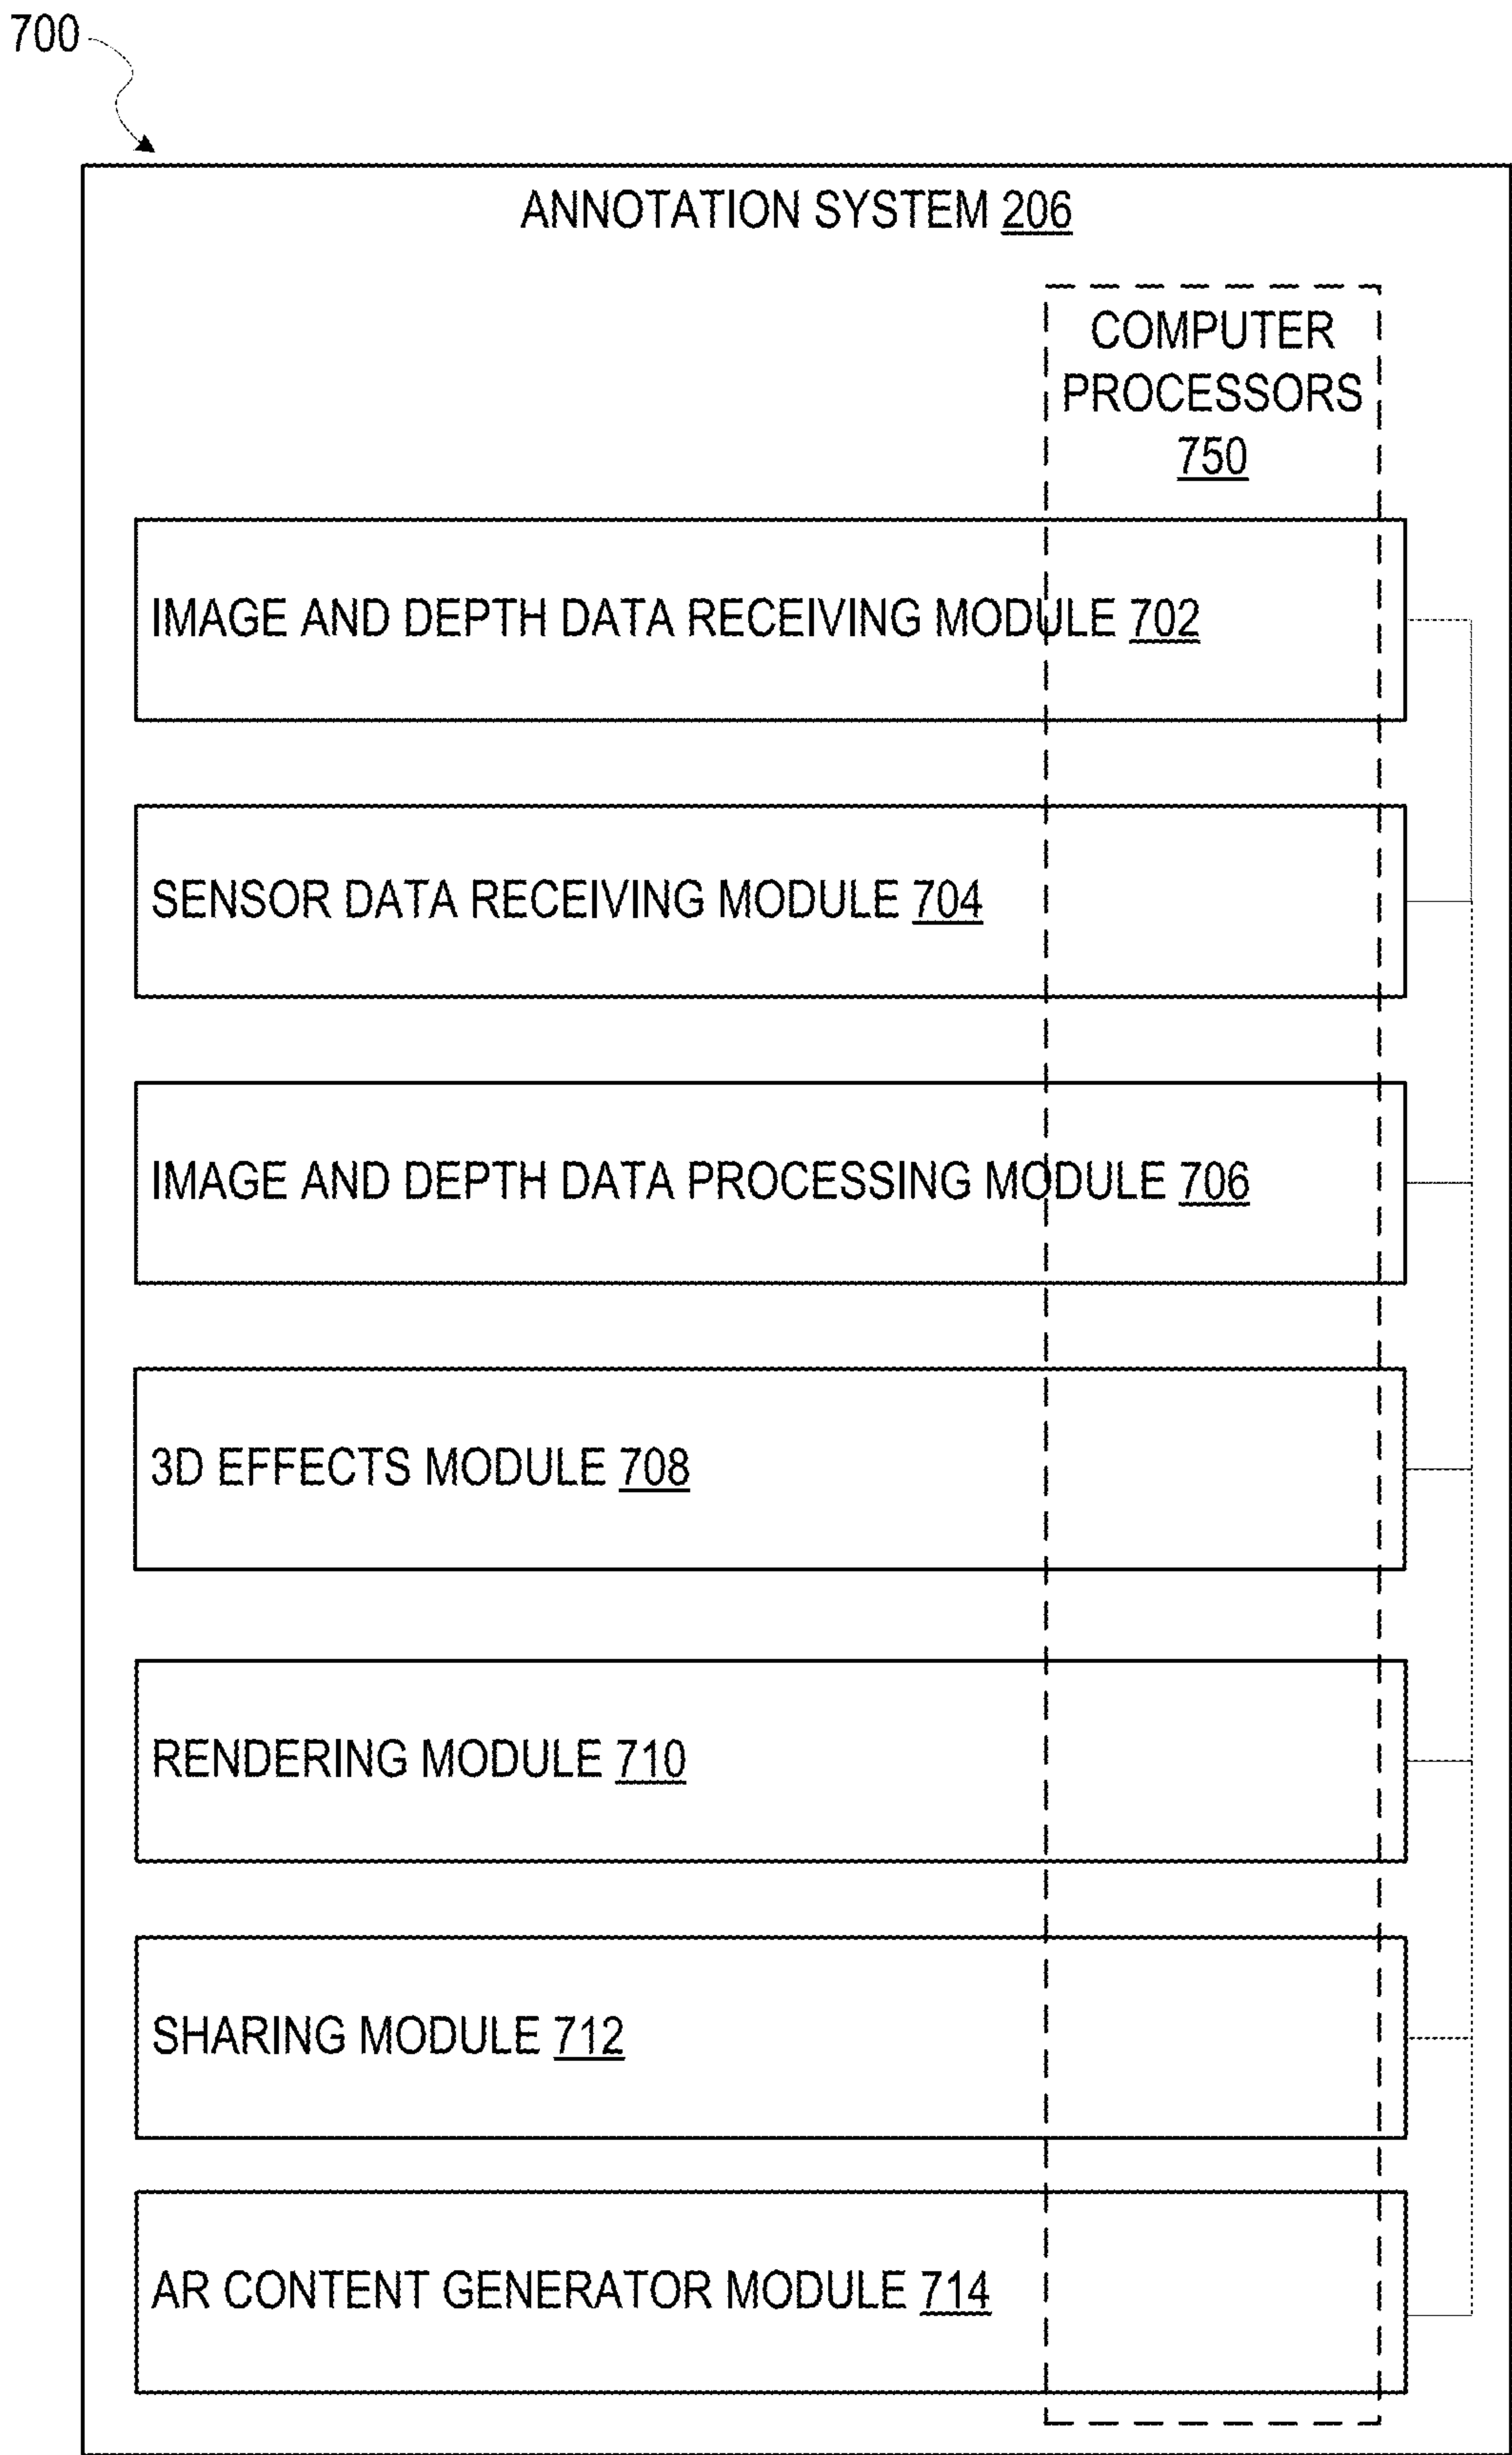 700
ANNOTATION SYSTEM 206
COMPUTER
PROCESSORS
750
IMAGE AND DEPTH DATA RECEIVING MODULE 702
SENSOR DATA RECEIVING MODULE 704
IMAGE AND DEPTH DATA PROCESSING MODULE 706
3D EFFECTS MODULE 708
RENDERING MODULE 710
SHARING MODULE 712
AR CONTENT GENERATOR MODULE 714